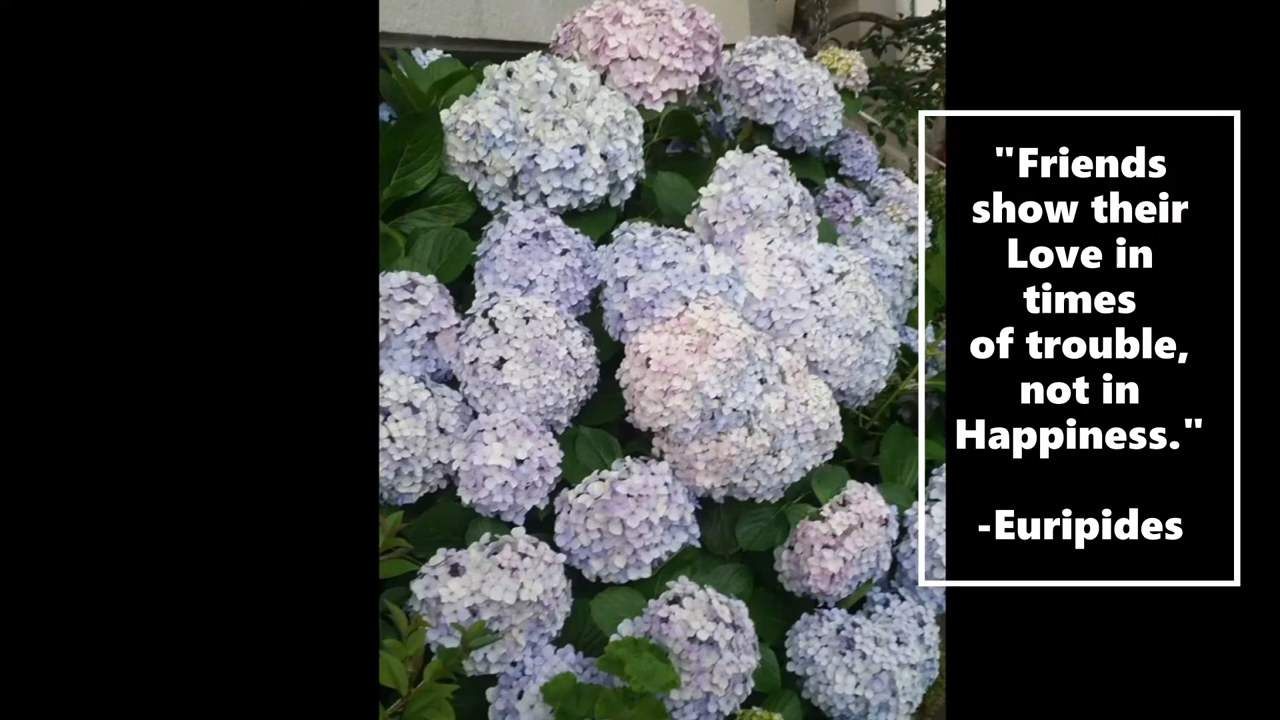 "Friends
show their
Love in
times
of trouble,
not in
Happiness."
-Euripides